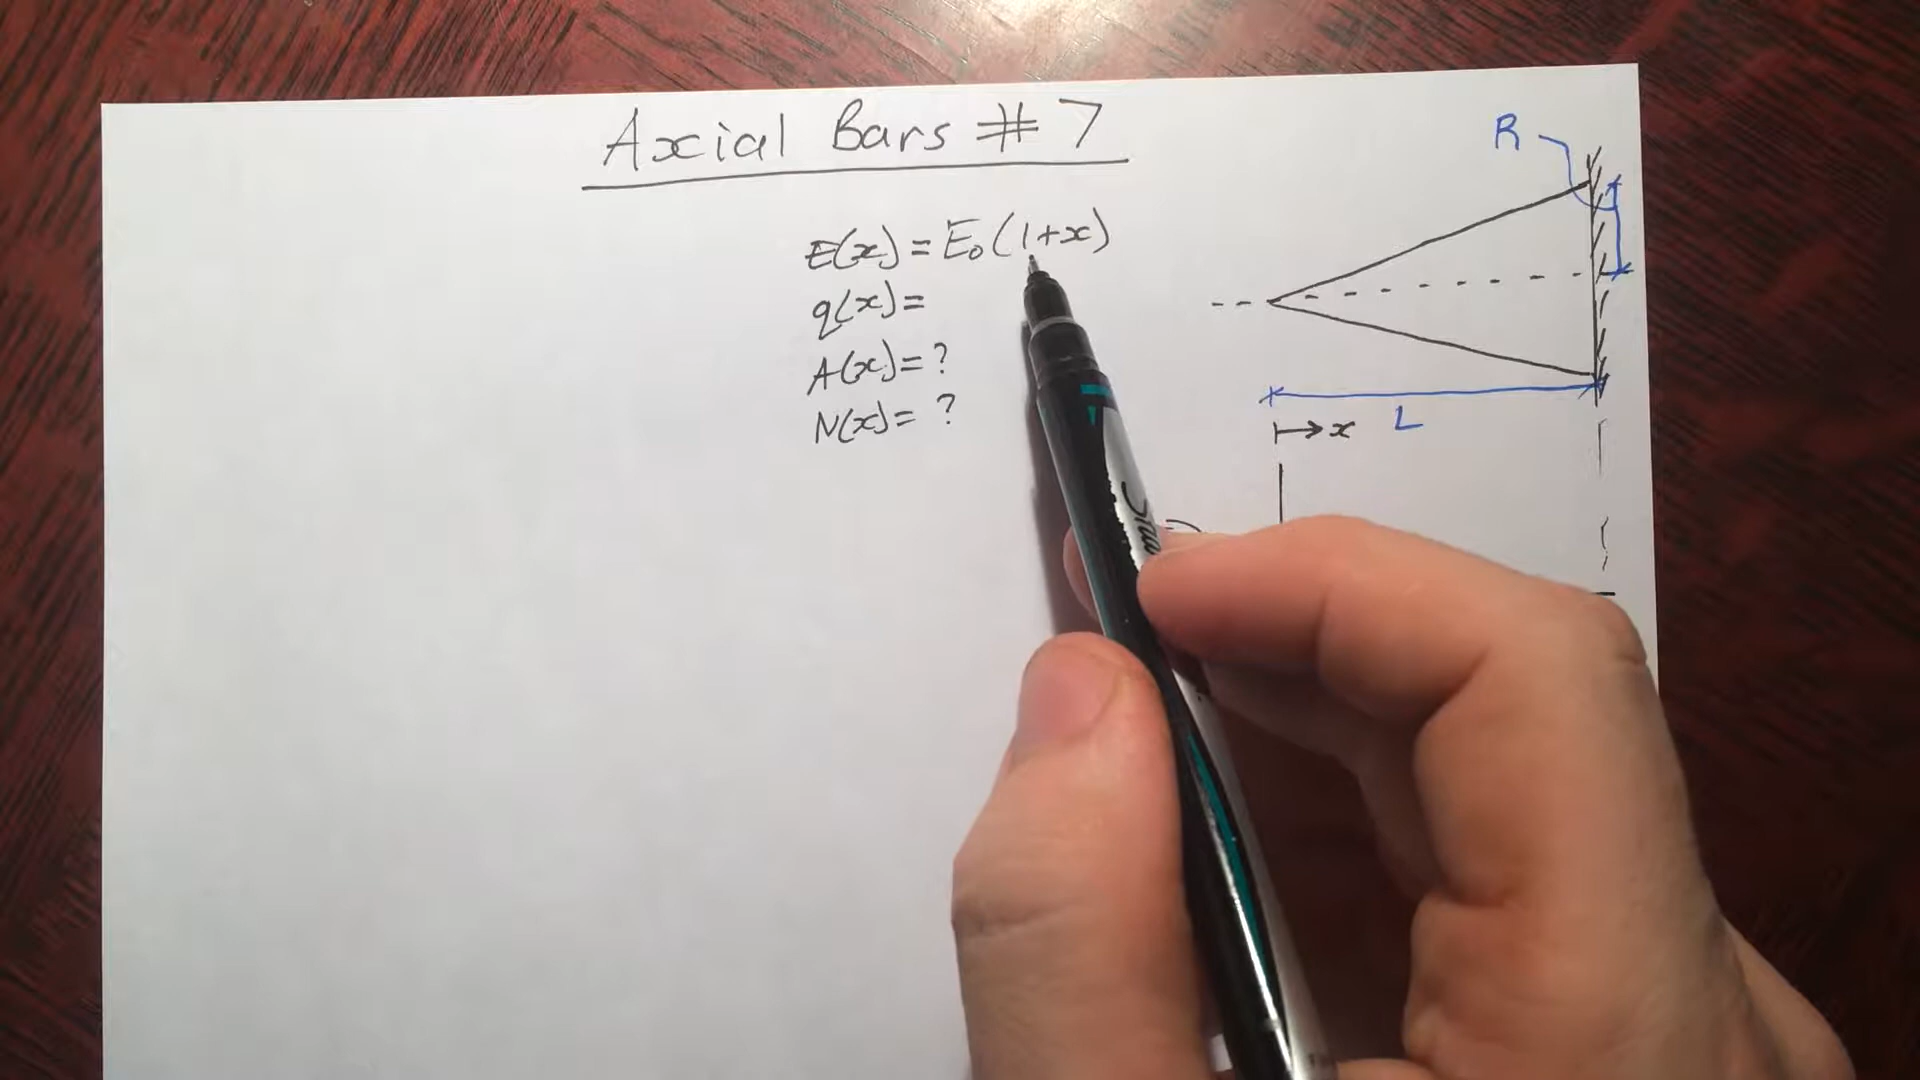 Axial Bars # 7
E(x) = E₀(1+x)
q(x) =
A(x) = ?
N(x) = ?
R
L
x